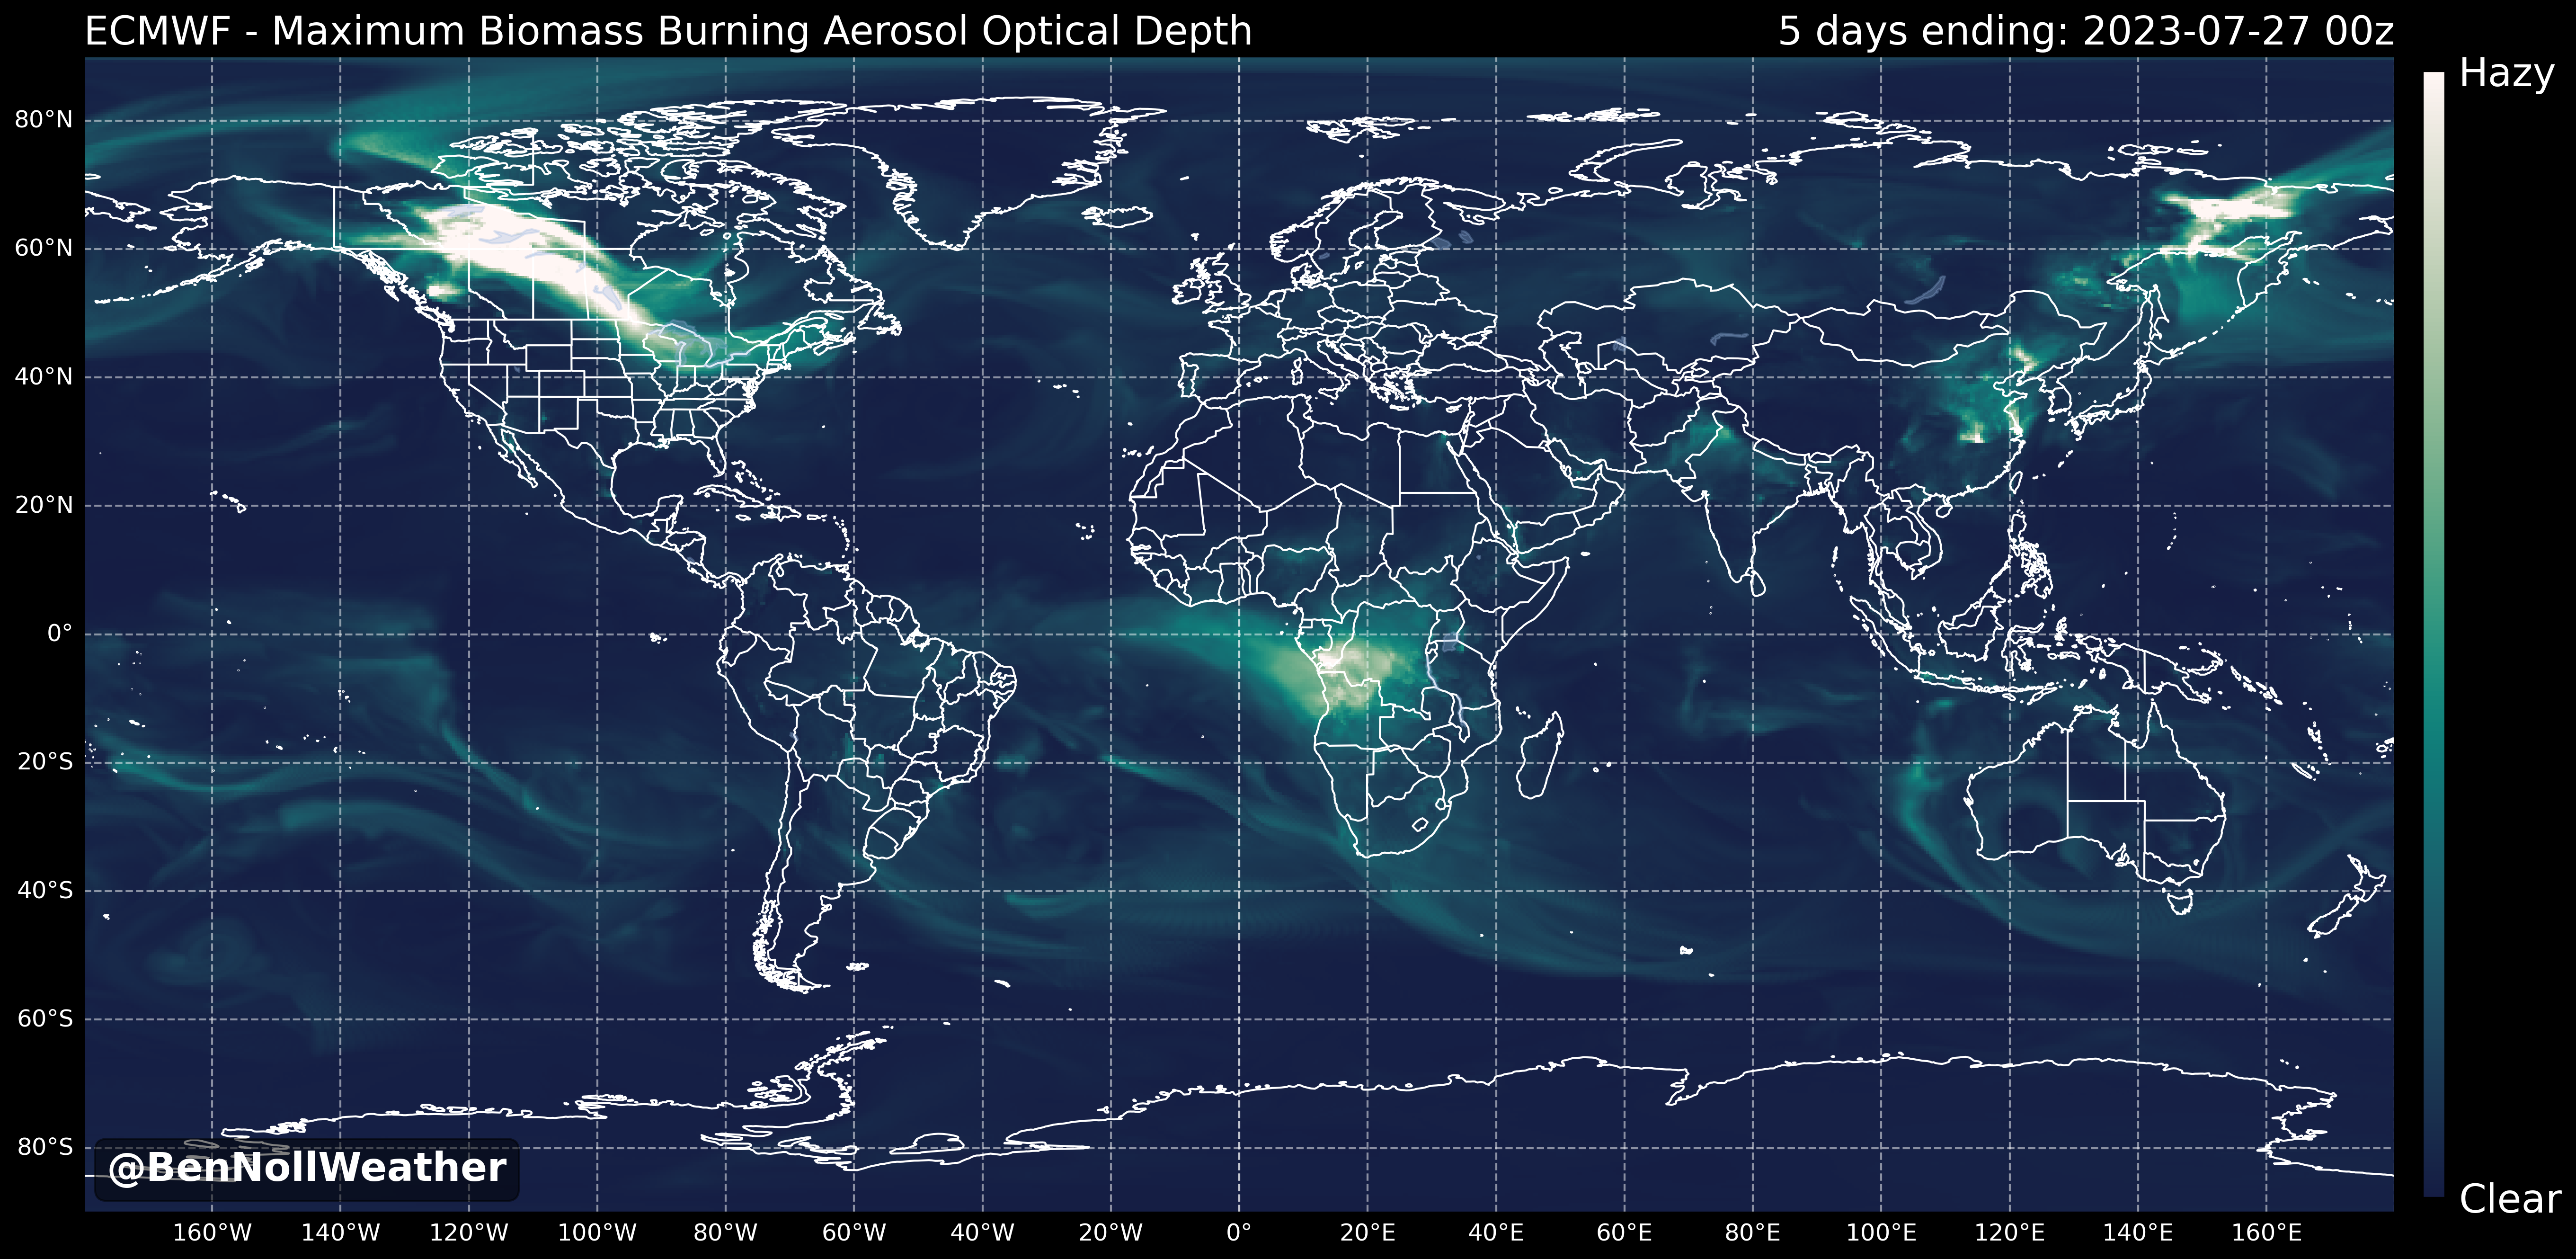 ECMWF - Maximum Biomass Burning Aerosol Optical Depth
5 days ending: 2023-07-27 00z
Hazy
80°N
60°N
40°N
20°N
0°
20°S
40°S
60°S
80°S
@BenNollWeather
Clear
160°W 140°W 120°W 100°W 80°W 60°W 40°W 20°W 0° 20°E 40°E 60°E 80°E 100°E 120°E 140°E 160°E